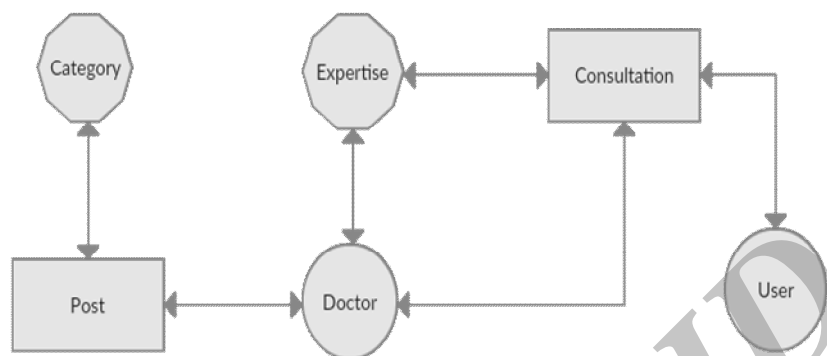 Category
Expertise
Consultation
Post
Doctor
User